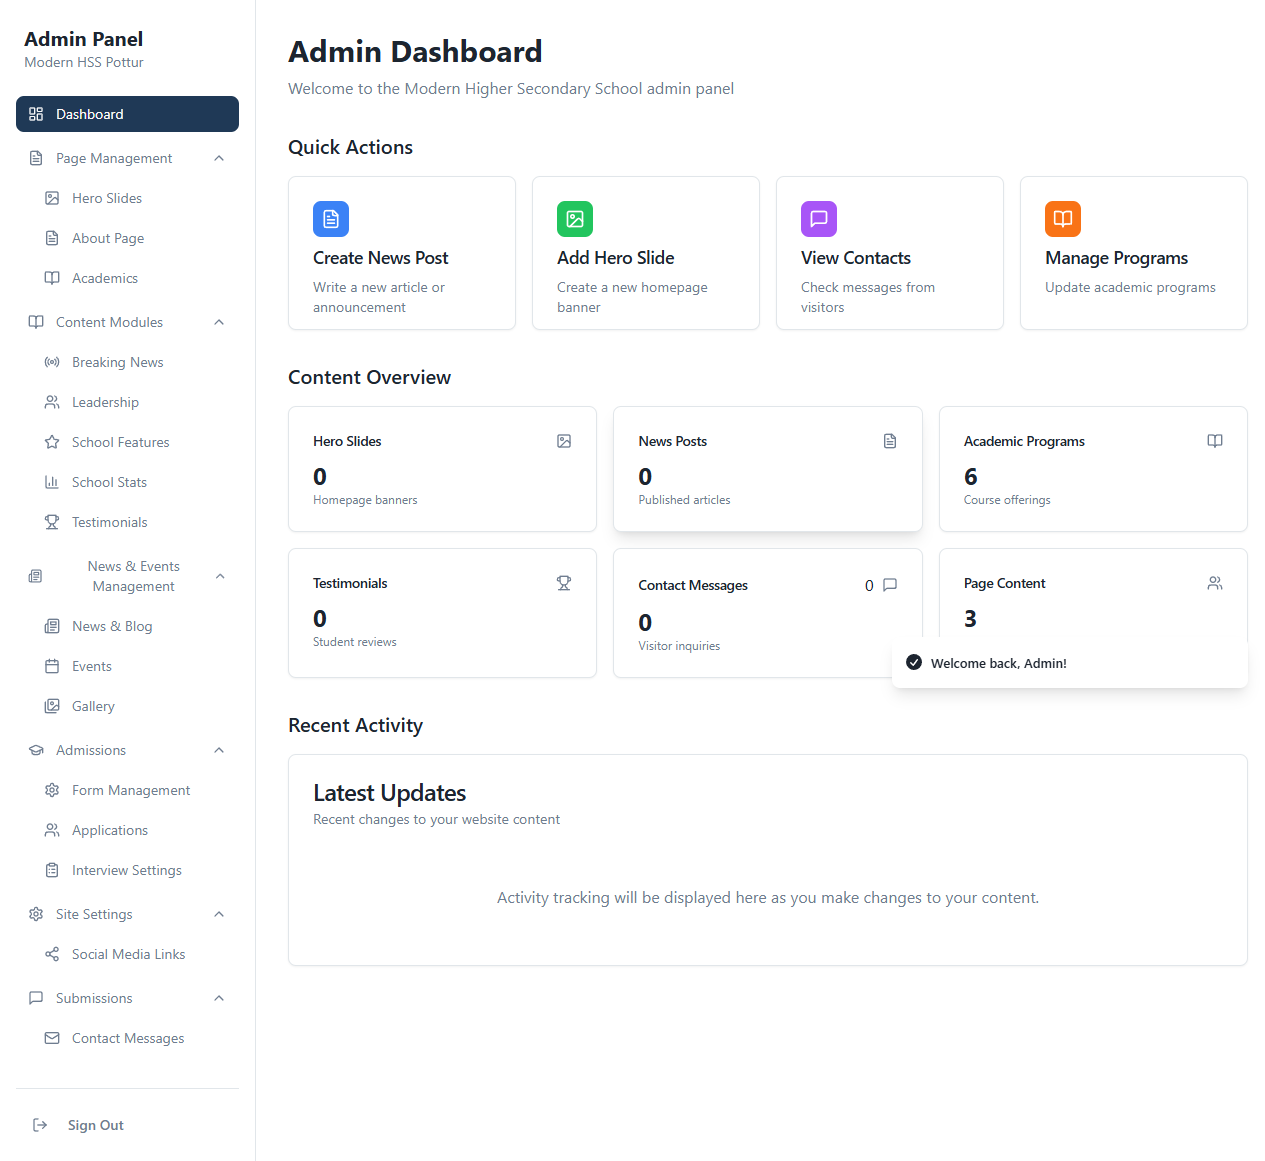 Admin Panel
Modern HSS Pottur
Dashboard
Page Management
Hero Slides
About Page
Academics
Content Modules
Breaking News
Leadership
School Features
School Stats
Testimonials
News & Events
Management
News & Blog
Events
Gallery
Admissions
Form Management
Applications
Interview Settings
Site Settings
Social Media Links
Submissions
Contact Messages
Sign Out
Admin Dashboard
Welcome to the Modern Higher Secondary School admin panel
Quick Actions
Create News Post
Write a new article or
announcement
Add Hero Slide
Create a new homepage
banner
View Contacts
Check messages from
visitors
Manage Programs
Update academic programs
Content Overview
Hero Slides
0
Homepage banners
News Posts
0
Published articles
Academic Programs
6
Course offerings
Testimonials
0
Student reviews
Contact Messages 0
0
Visitor inquiries
Page Content
3
Welcome back, Admin!
Recent Activity
Latest Updates
Recent changes to your website content
Activity tracking will be displayed here as you make changes to your content.